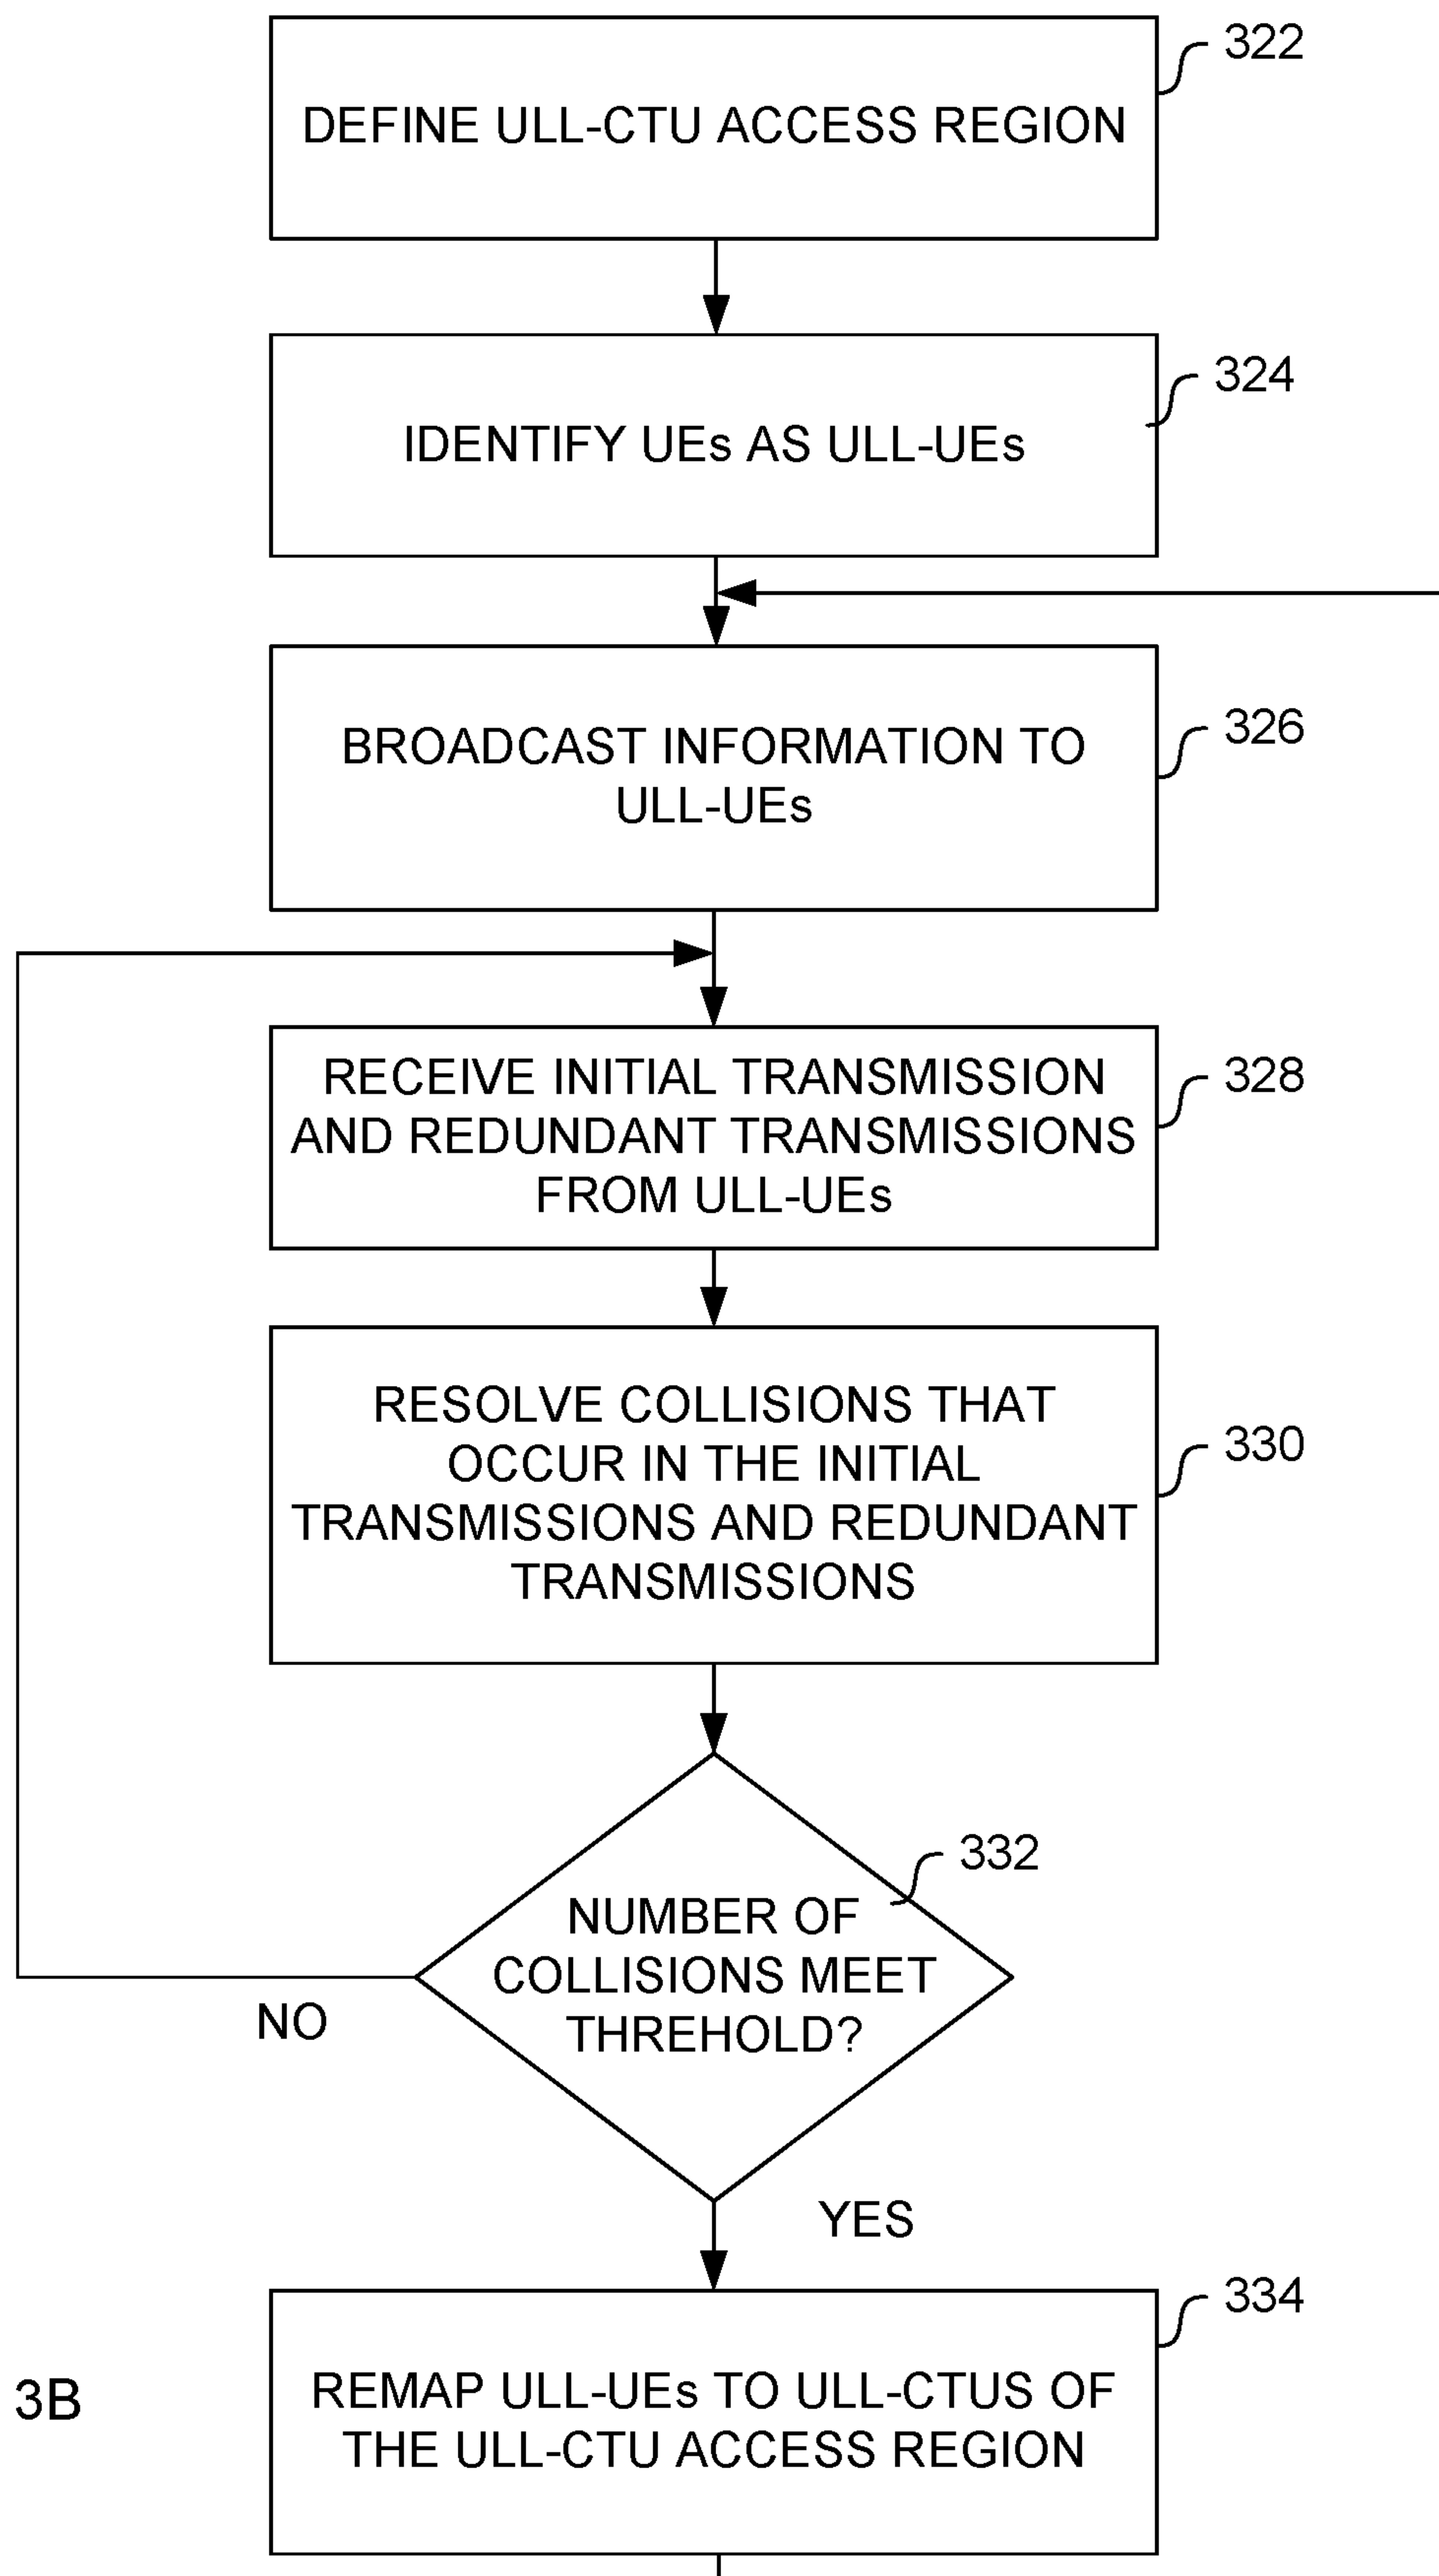 322
DEFINE ULL-CTU ACCESS REGION
324
IDENTIFY UEs AS ULL-UEs
326
BROADCAST INFORMATION TO
ULL-UEs
328
RECEIVE INITIAL TRANSMISSION
AND REDUNDANT TRANSMISSIONS
FROM ULL-UEs
330
RESOLVE COLLISIONS THAT
OCCUR IN THE INITIAL
TRANSMISSIONS AND REDUNDANT
TRANSMISSIONS
332
NUMBER OF
COLLISIONS MEET
THREHOLD?
NO
YES
334
REMAP ULL-UEs TO ULL-CTUS OF
THE ULL-CTU ACCESS REGION
3B